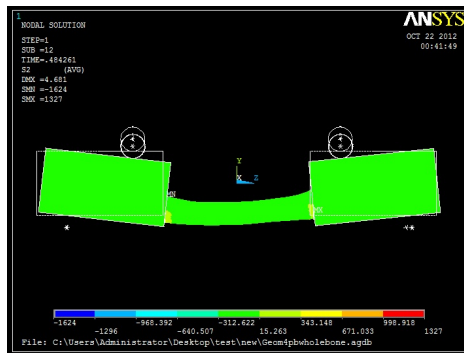 1
NODAL SOLUTION
STEP=1
SUB =12
TIME=.484261
S2 (AVG)
DMX =4.681
SMN =-1624
SMX =1327
ANSYS
OCT 22 2012
00:41:49
Y
X Z
MN
MX
-1624 -968.392 -312.622 343.148 998.918
-1296 -640.507 15.263 671.033 1327
File: C:\Users\Administrator\Desktop\test\new\Geom4pbwholebone.agdb